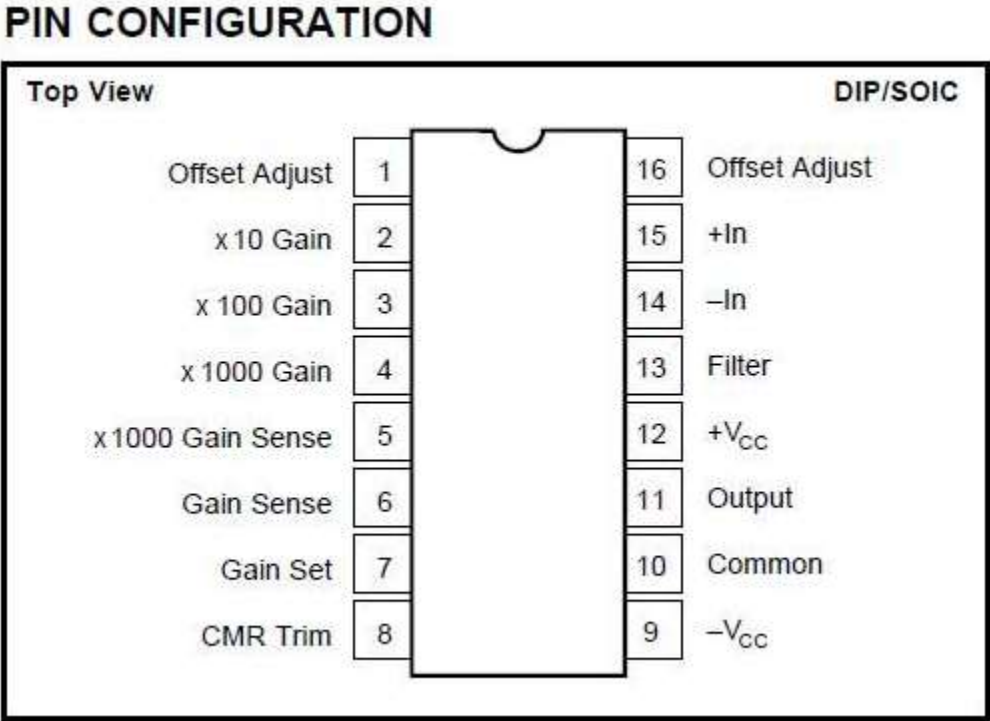 PIN CONFIGURATION
Top View DIP/SOIC
Offset Adjust 1 16 Offset Adjust
x10 Gain 2 15 +In
x 100 Gain 3 14 –In
x 1000 Gain 4 13 Filter
x1000 Gain Sense 5 12 +VCC
Gain Sense 6 11 Output
Gain Set 7 10 Common
CMR Trim 8 9 –VCC